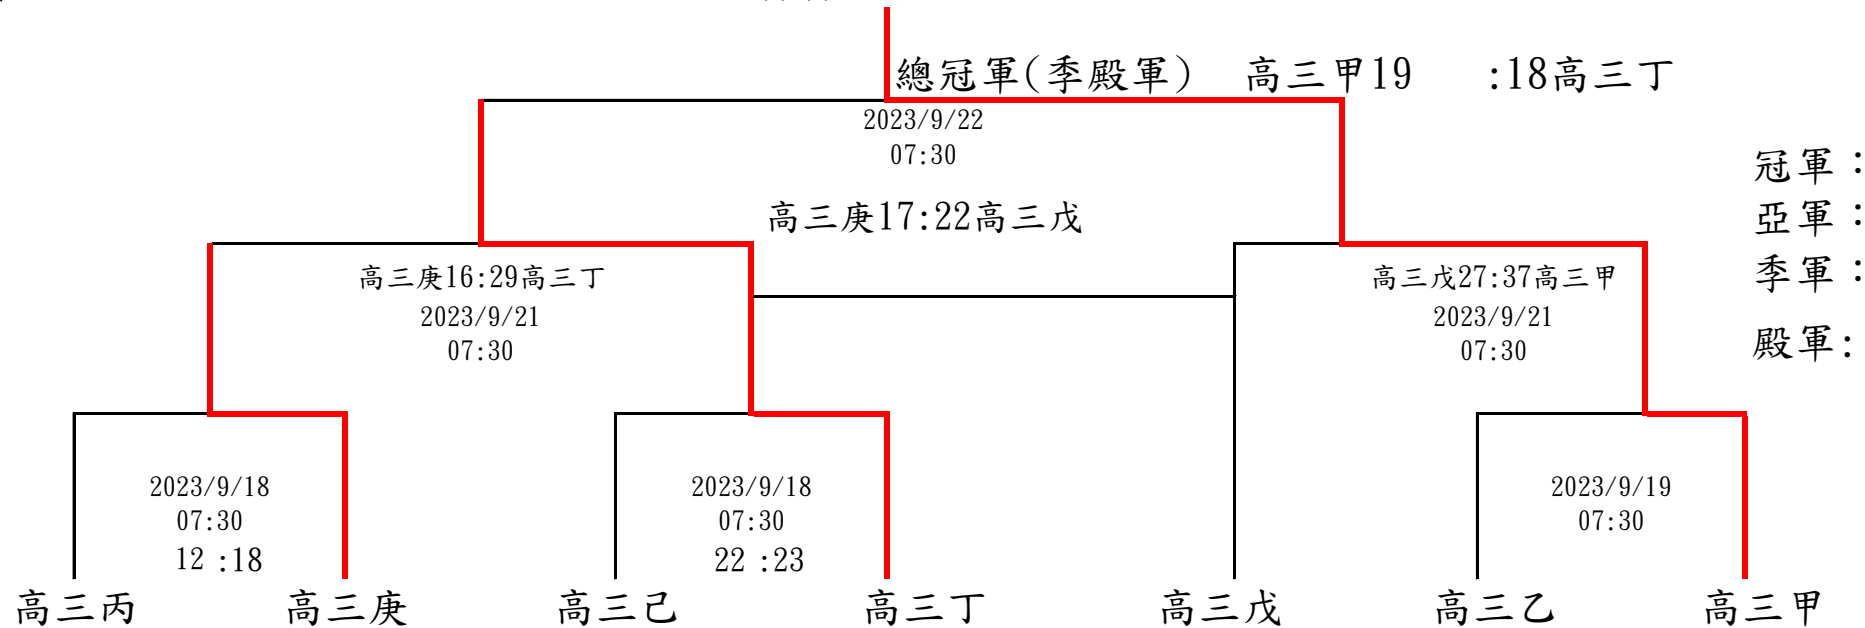 總冠軍(季殿軍) 高三甲19 :18高三丁
2023/9/22
07:30
冠軍：
亞軍：
季軍：
殿軍:
高三庚17:22高三戊
高三庚16:29高三丁
2023/9/21
07:30
高三戊27:37高三甲
2023/9/21
07:30
2023/9/18
07:30
12 :18
2023/9/18
07:30
22 :23
2023/9/19
07:30
高三丙 高三庚 高三己 高三丁 高三戊 高三乙 高三甲